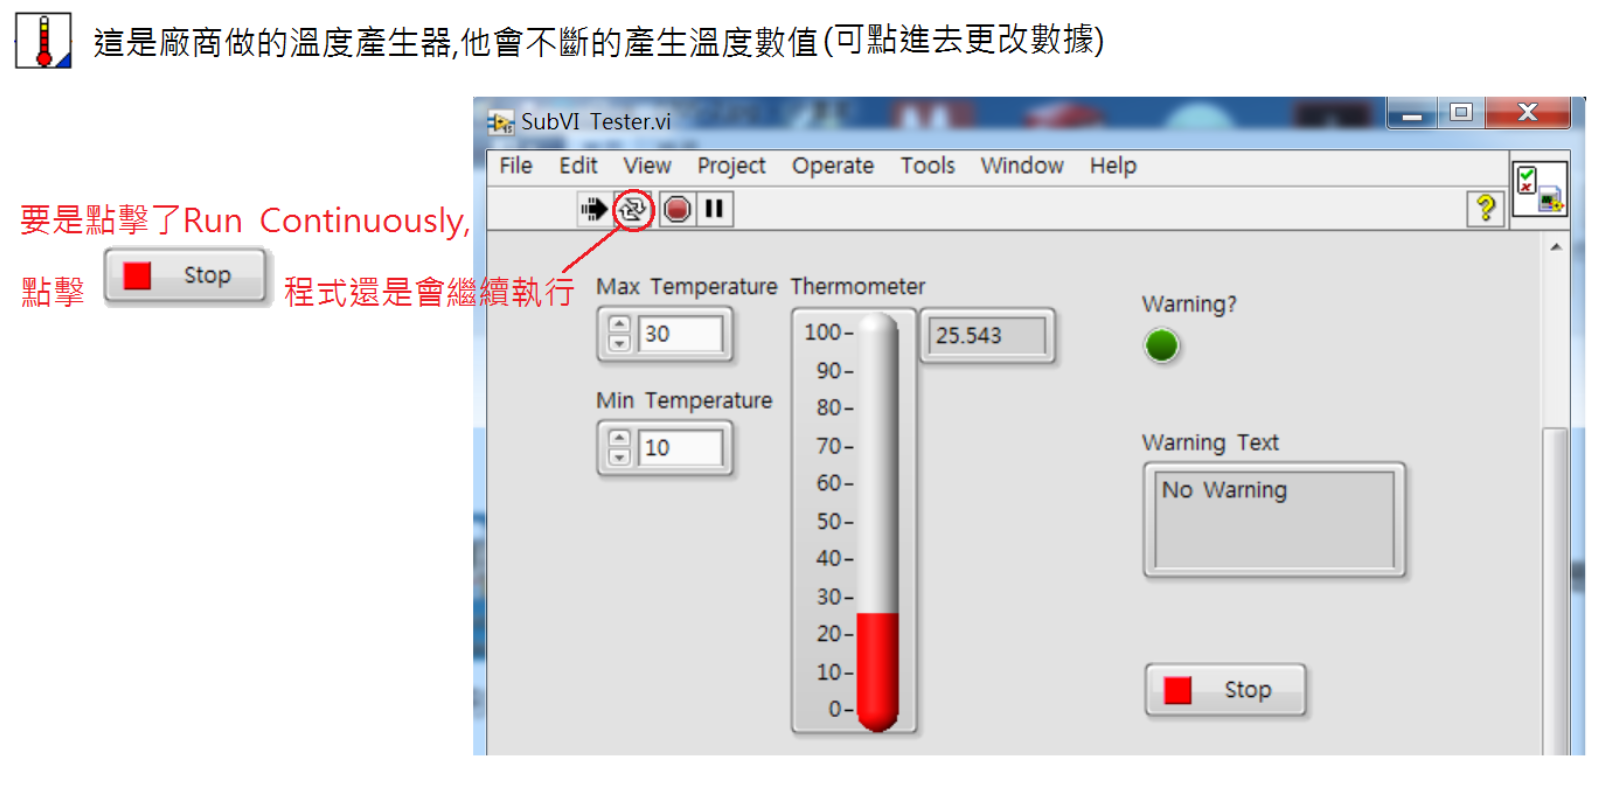 這是廠商做的溫度產生器,他會不斷的產生溫度數值(可點進去更改數據)
SubVI Tester.vi
File Edit View Project Operate Tools Window Help
要是點擊了Run Continuously,
點擊 Stop 程式還是會繼續執行
Max Temperature
30
Min Temperature
10
Thermometer
25.543
100
90
80
70
60
50
40
30
20
10
0
Warning?
Warning Text
No Warning
Stop